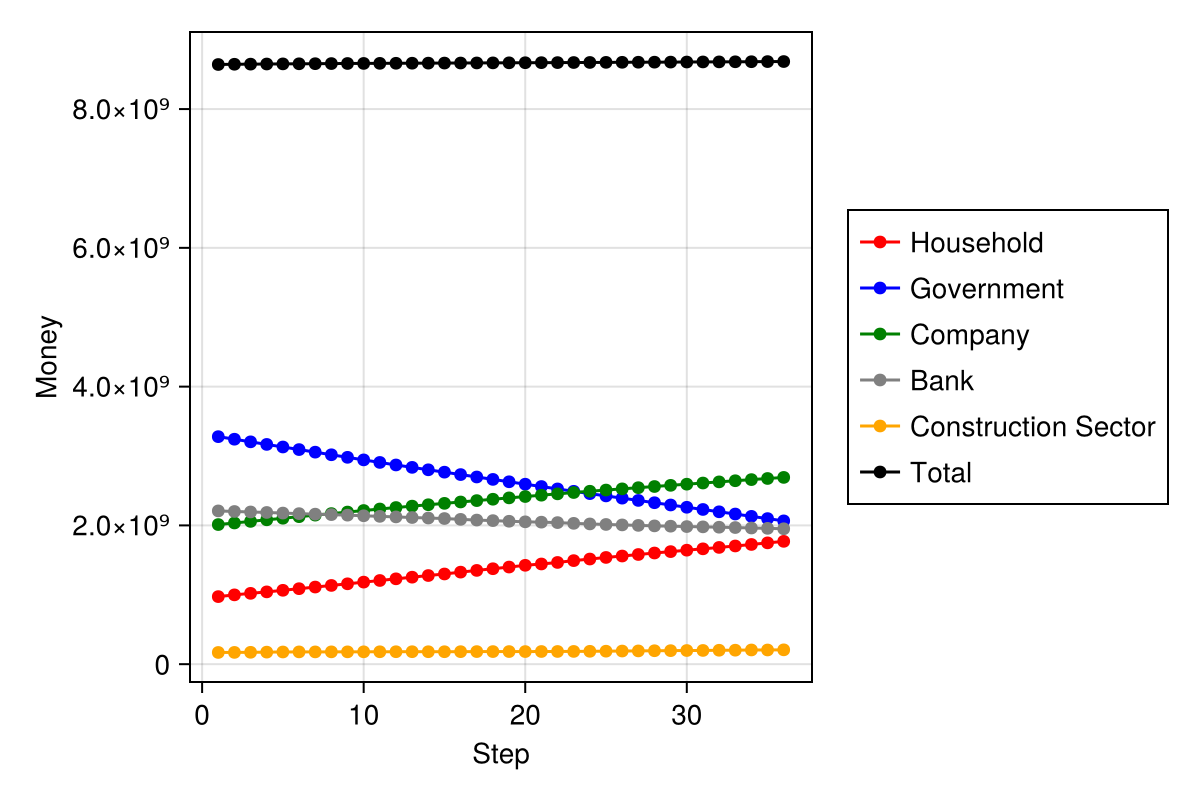 8.0×10⁹
6.0×10⁹
4.0×10⁹
2.0×10⁹
0
Money
0 10 20 30
Step
Household
Government
Company
Bank
Construction Sector
Total